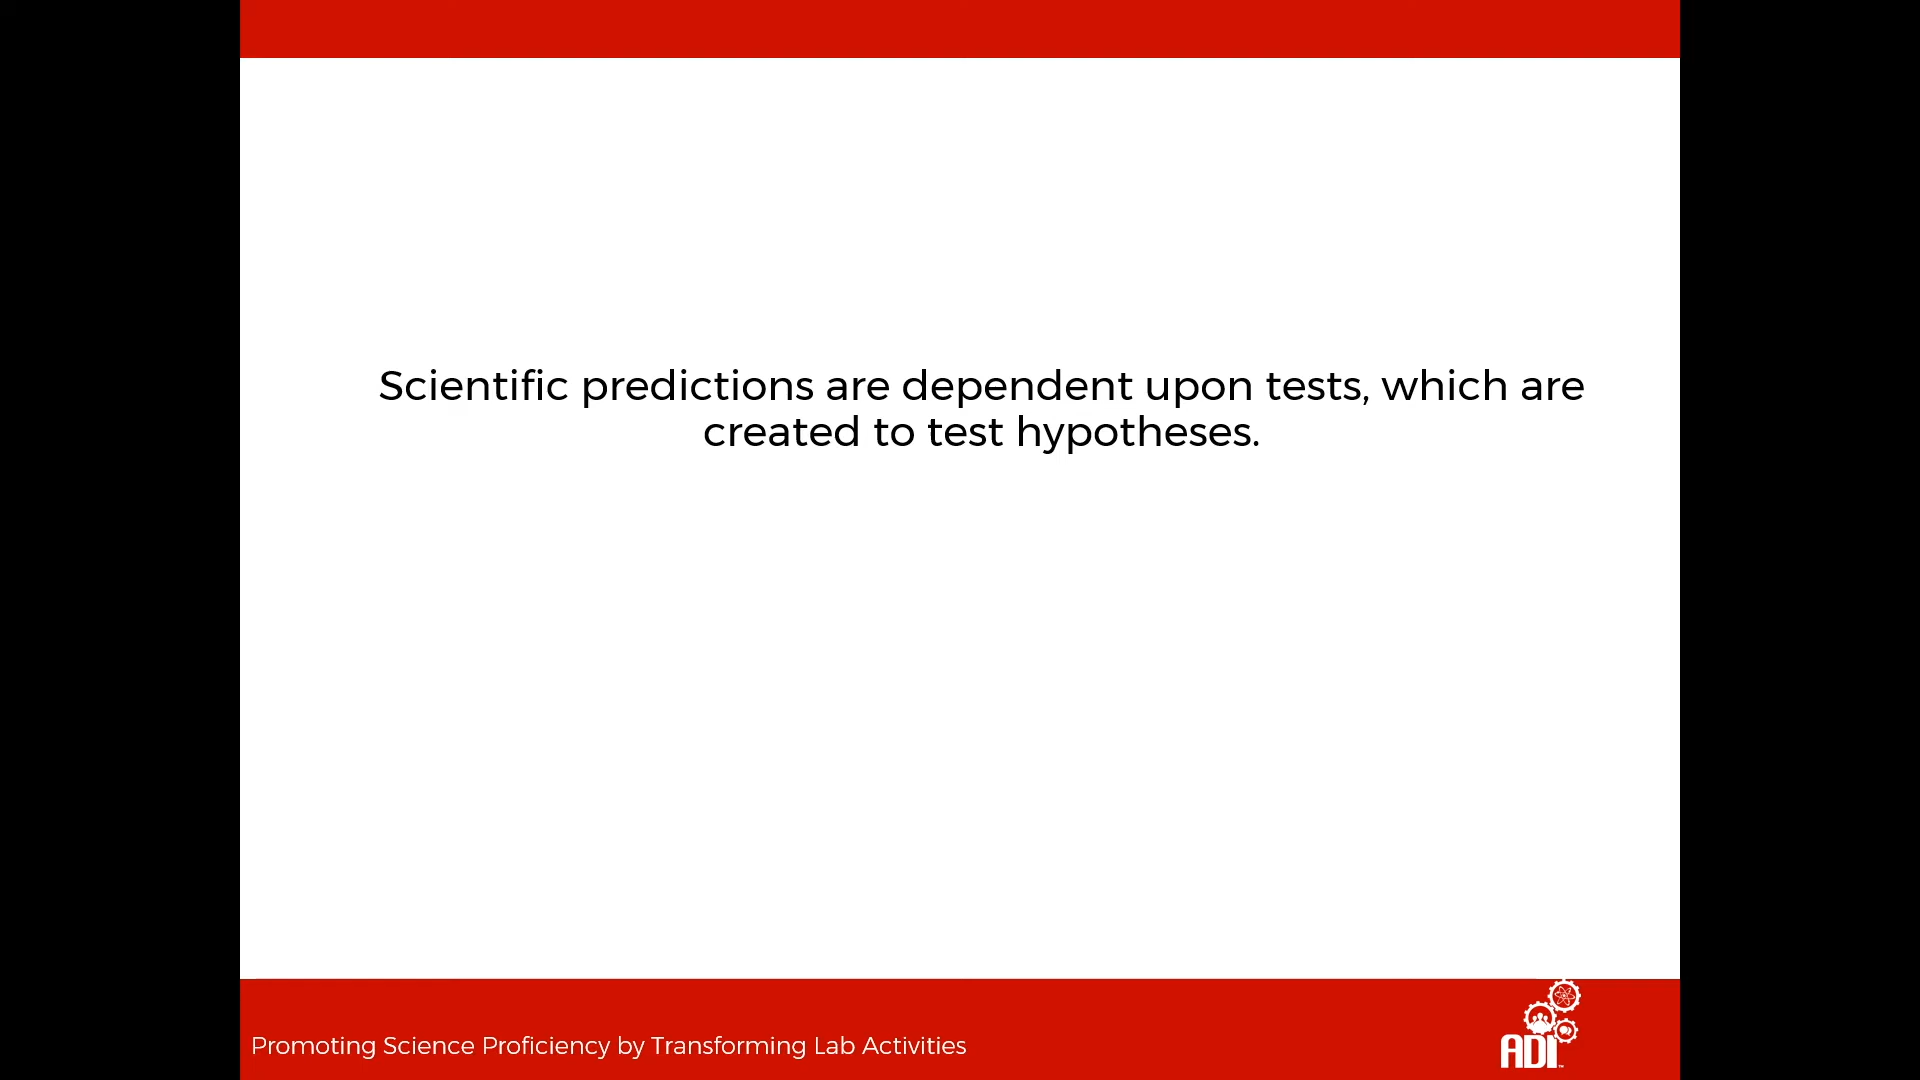 Scientific predictions are dependent upon tests, which are
created to test hypotheses.
Promoting Science Proficiency by Transforming Lab Activities
ADI™